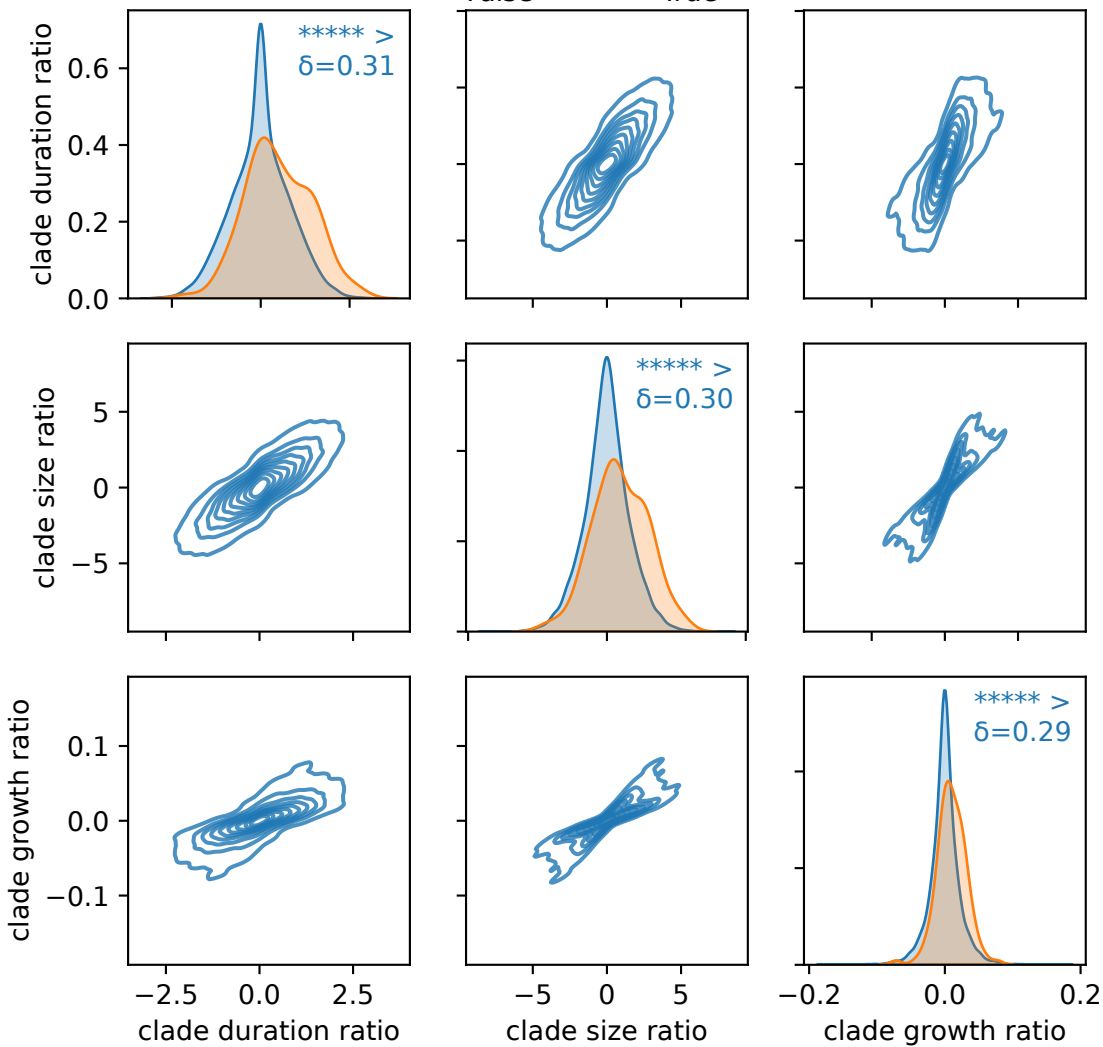 clade duration ratio
0.6
0.4
0.2
0.0
***** >
δ=0.31
clade size ratio
5
0
−5
***** >
δ=0.30
clade growth ratio
0.1
0.0
−0.1
***** >
δ=0.29
−2.5 0.0 2.5
−5 0 5
−0.2 0.0 0.2
clade duration ratio
clade size ratio
clade growth ratio